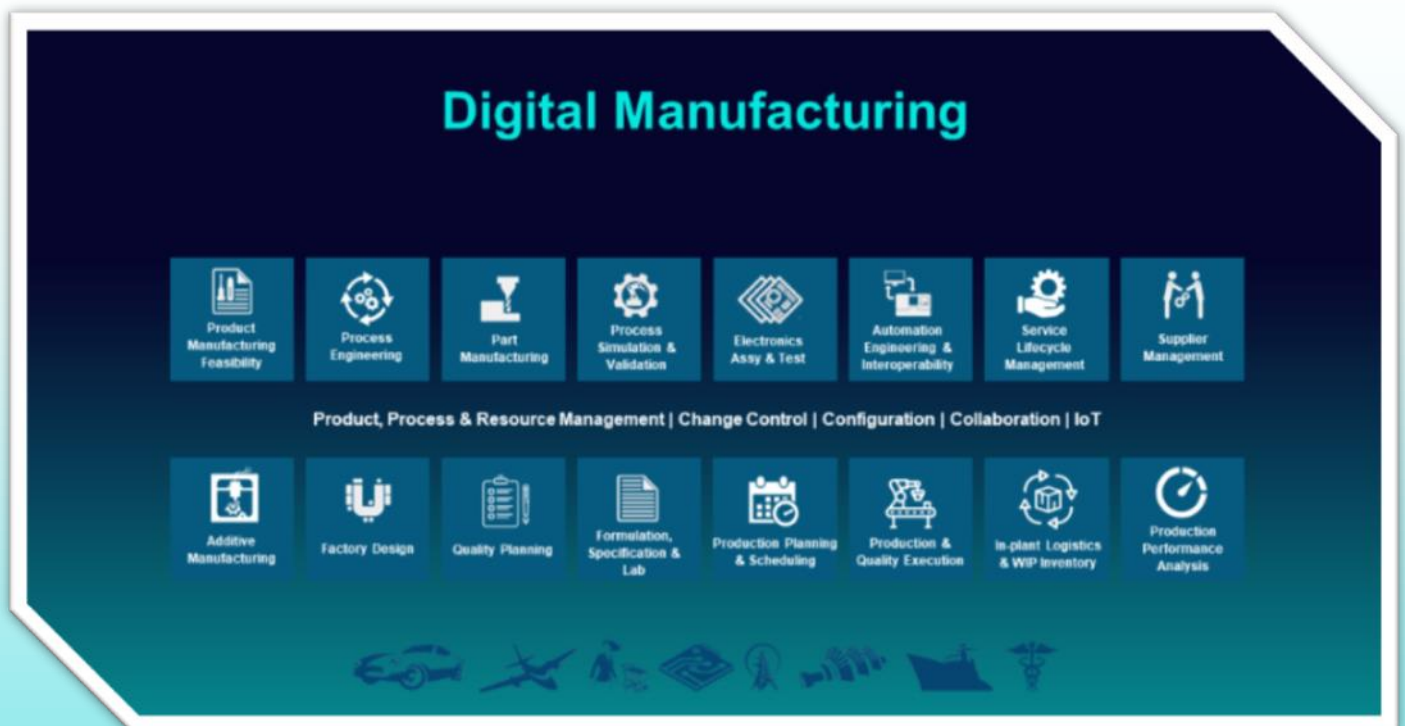 Digital Manufacturing
Product
Manufacturing
Feasibility
Process
Engineering
Part
Manufacturing
Process
Simulation &
Validation
Electronics
Assy & Test
Automation
Engineering &
Interoperability
Service
Lifecycle
Management
Supplier
Management
Product, Process & Resource Management | Change Control | Configuration | Collaboration | IoT
Additive
Manufacturing
Factory Design
Quality Planning
Formulation,
Specification &
Lab
Production Planning
& Scheduling
Production &
Quality Execution
In-plant Logistics
& WIP Inventory
Production
Performance
Analysis